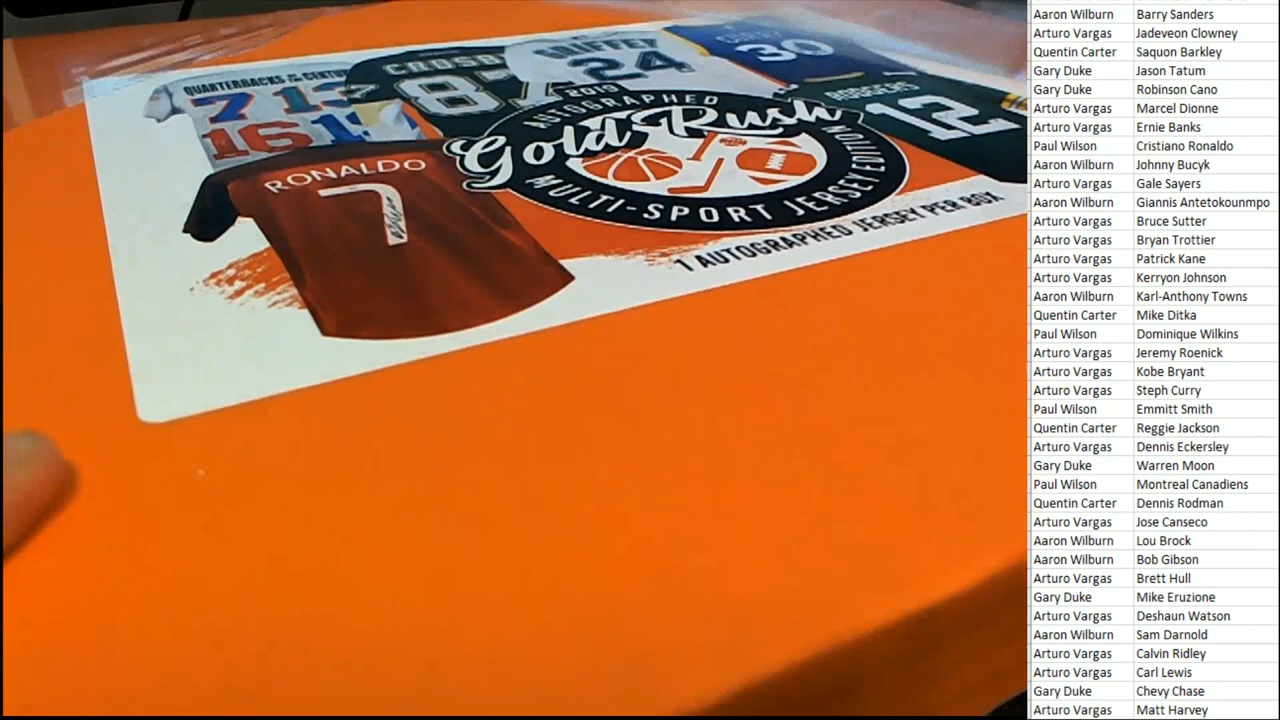 QUARTERBACKS OF THE CENTURY
7 13
16 1
CROSBY
87
GRIFFEY
24
CURRY
30
RODGERS
12
RONALDO
7
2019
AUTOGRAPHED
Gold Rush
MULTI-SPORT JERSEY EDITION
1 AUTOGRAPHED JERSEY PER BOX
Aaron Wilburn Barry Sanders
Arturo Vargas Jadeveon Clowney
Quentin Carter Saquon Barkley
Gary Duke Jason Tatum
Gary Duke Robinson Cano
Arturo Vargas Marcel Dionne
Arturo Vargas Ernie Banks
Paul Wilson Cristiano Ronaldo
Aaron Wilburn Johnny Bucyk
Arturo Vargas Gale Sayers
Aaron Wilburn Giannis Antetokounmpo
Arturo Vargas Bruce Sutter
Arturo Vargas Bryan Trottier
Arturo Vargas Patrick Kane
Arturo Vargas Kerryon Johnson
Aaron Wilburn Karl-Anthony Towns
Quentin Carter Mike Ditka
Paul Wilson Dominique Wilkins
Arturo Vargas Jeremy Roenick
Arturo Vargas Kobe Bryant
Arturo Vargas Steph Curry
Paul Wilson Emmitt Smith
Quentin Carter Reggie Jackson
Arturo Vargas Dennis Eckersley
Gary Duke Warren Moon
Paul Wilson Montreal Canadiens
Quentin Carter Dennis Rodman
Arturo Vargas Jose Canseco
Aaron Wilburn Lou Brock
Aaron Wilburn Bob Gibson
Arturo Vargas Brett Hull
Gary Duke Mike Eruzione
Arturo Vargas Deshaun Watson
Aaron Wilburn Sam Darnold
Arturo Vargas Calvin Ridley
Arturo Vargas Carl Lewis
Gary Duke Chevy Chase
Arturo Vargas Matt Harvey